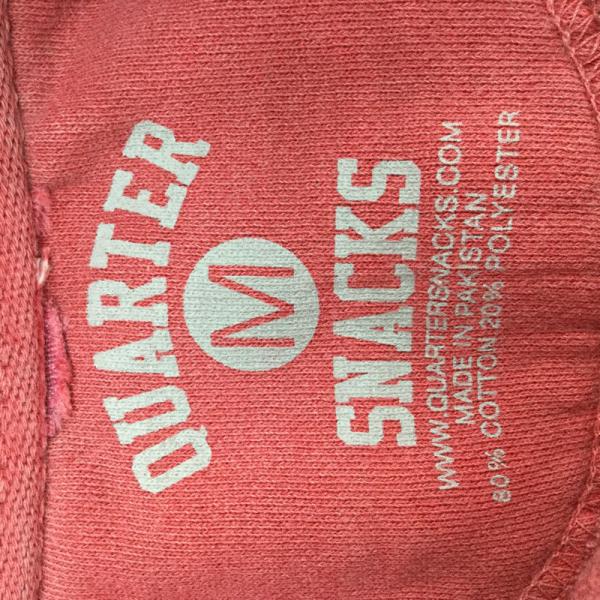 QUARTER
M
SNACKS
WWW.QUARTERSNACKS.COM
MADE IN PAKISTAN
80% COTTON 20% POLYESTER